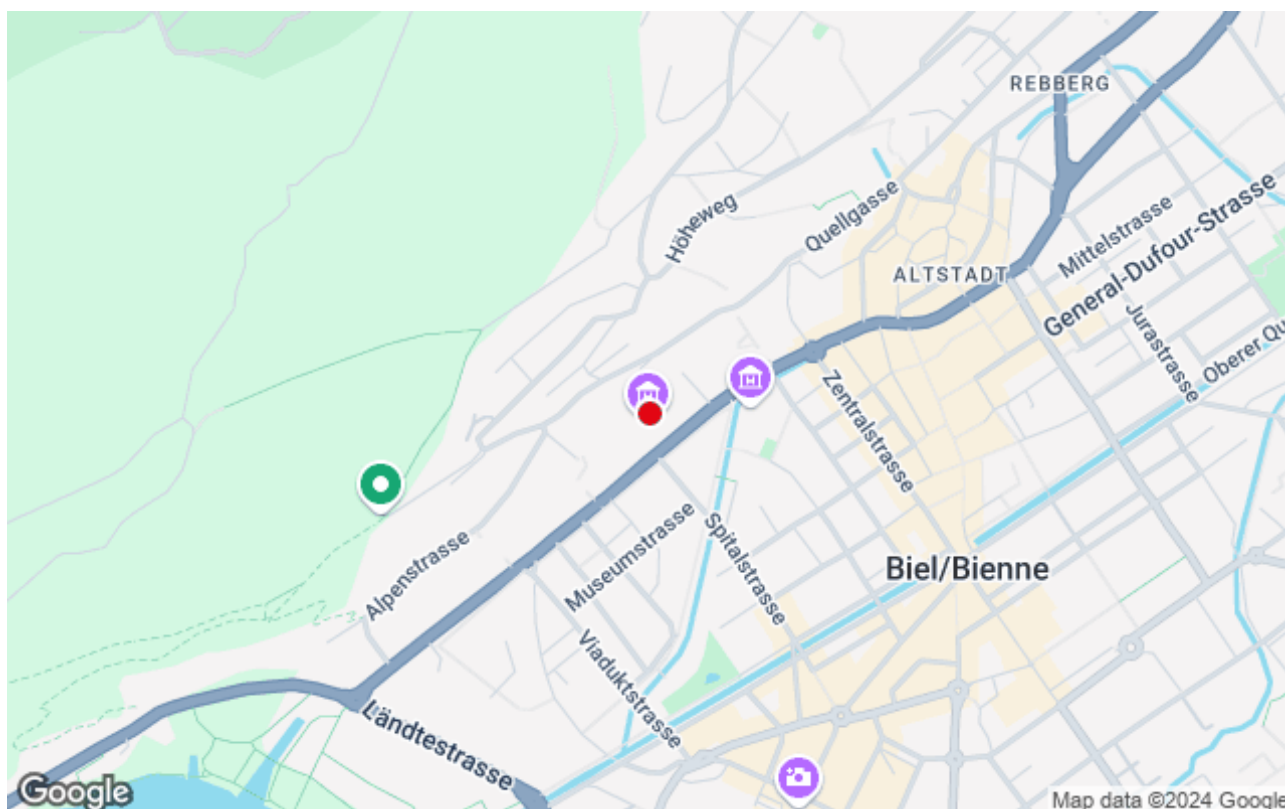 REBBERG
Höheweg
Quellgasse
Mittelstrasse
General-Dufour-Strasse
ALTSTADT
Jurastrasse
Oberer Qu
Zentralstrasse
Museumstrasse
Spitalstrasse
Biel/Bienne
Alpenstrasse
Viaduktstrasse
Ländtestrasse
Google
Map data ©2024 Google